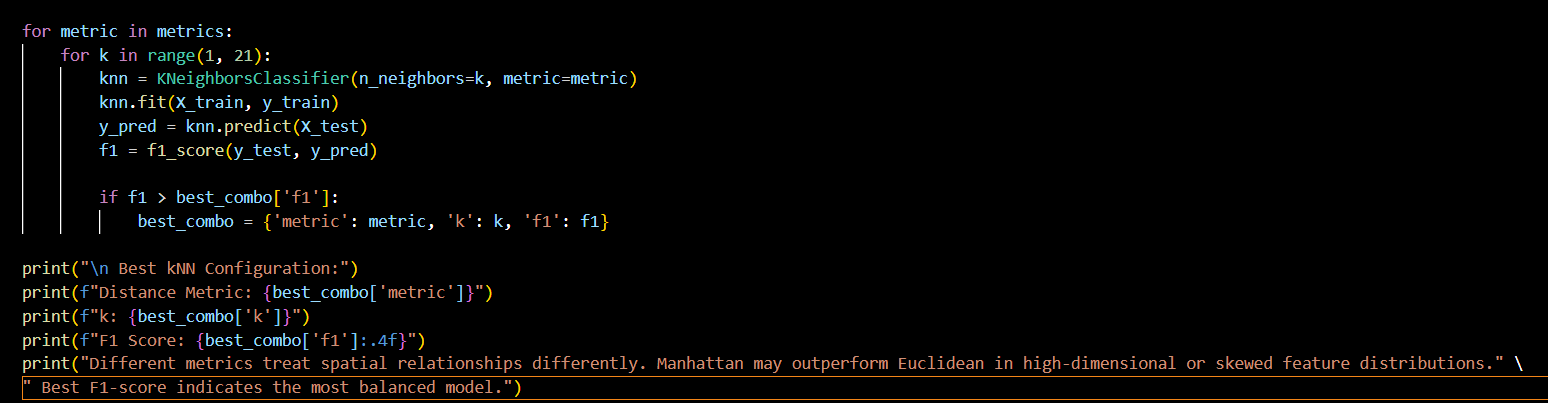 for metric in metrics:
    for k in range(1, 21):
        knn = KNeighborsClassifier(n_neighbors=k, metric=metric)
        knn.fit(X_train, y_train)
        y_pred = knn.predict(X_test)
        f1 = f1_score(y_test, y_pred)

        if f1 > best_combo['f1']:
            best_combo = {'metric': metric, 'k': k, 'f1': f1}

print("\n Best kNN Configuration:")
print(f"Distance Metric: {best_combo['metric']}")
print(f"k: {best_combo['k']}")
print(f"F1 Score: {best_combo['f1']:.4f}")
print("Different metrics treat spatial relationships differently. Manhattan may outperform Euclidean in high-dimensional or skewed feature distributions." \
" Best F1-score indicates the most balanced model.")